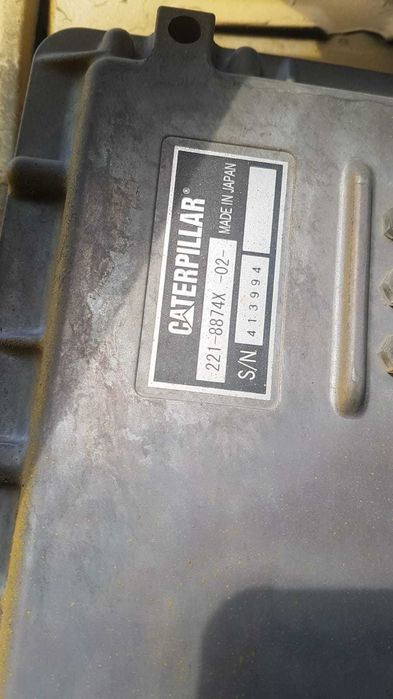 CATERPILLAR®
221-8874X -02- MADE IN JAPAN
S/N 413994